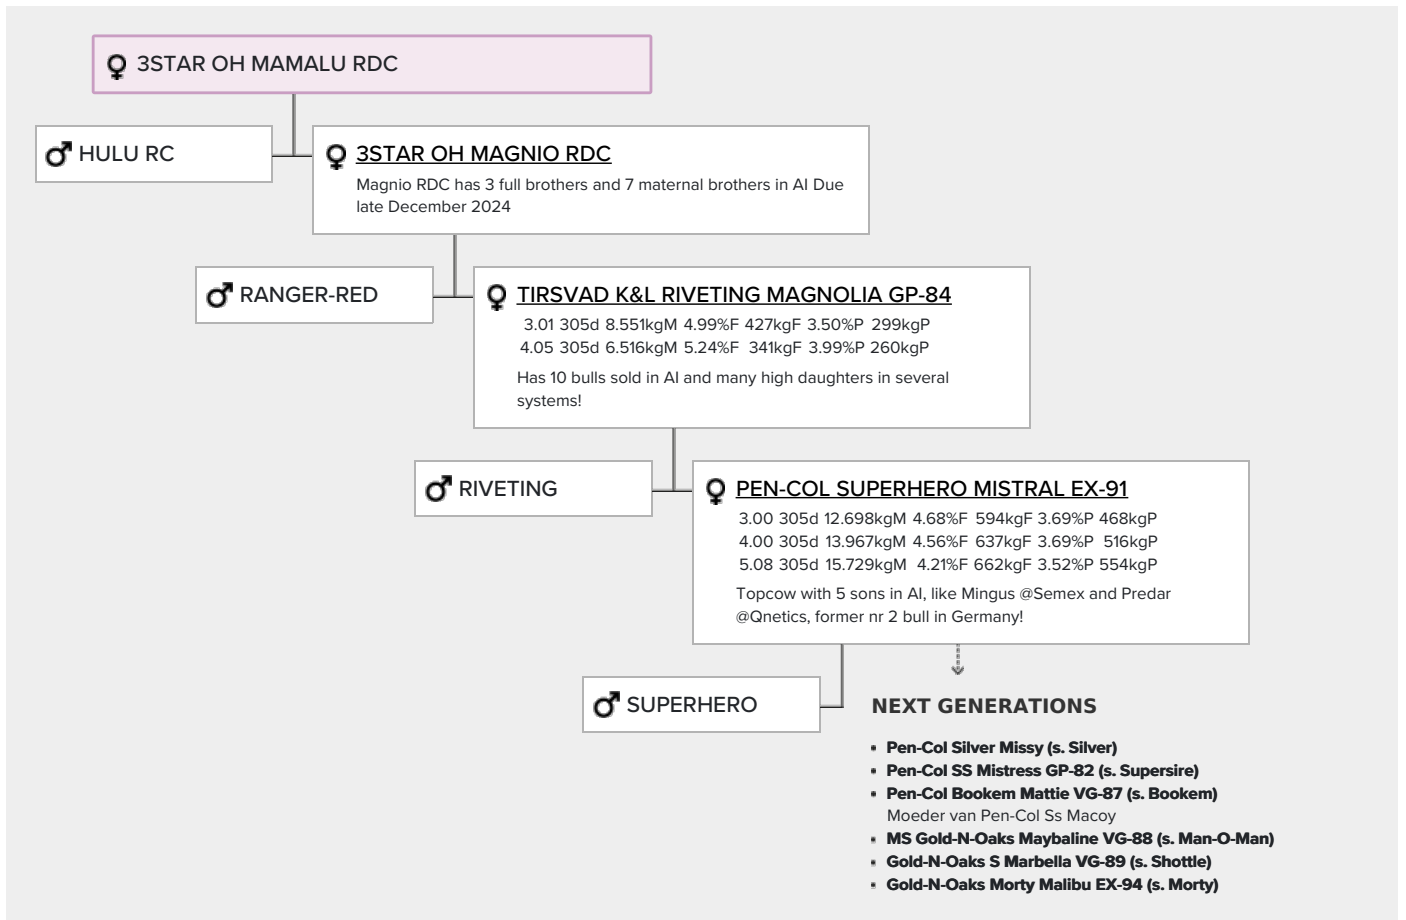 3STAR OH MAMALU RDC
HULU RC
3STAR OH MAGNIO RDC
Magnio RDC has 3 full brothers and 7 maternal brothers in AI Due
late December 2024
RANGER-RED
TIRSVAD K&L RIVETING MAGNOLIA GP-84
3.01 305d 8.551kgM 4.99%F 427kgF 3.50%P 299kgP
4.05 305d 6.516kgM 5.24%F 341kgF 3.99%P 260kgP
Has 10 bulls sold in AI and many high daughters in several
systems!
RIVETING
PEN-COL SUPERHERO MISTRAL EX-91
3.00 305d 12.698kgM 4.68%F 594kgF 3.69%P 468kgP
4.00 305d 13.967kgM 4.56%F 637kgF 3.69%P 516kgP
5.08 305d 15.729kgM 4.21%F 662kgF 3.52%P 554kgP
Topcow with 5 sons in AI, like Mingus @Semex and Predar
@Qnetics, former nr 2 bull in Germany!
SUPERHERO
NEXT GENERATIONS
Pen-Col Silver Missy (s. Silver)
Pen-Col SS Mistress GP-82 (s. Supersire)
Pen-Col Bookem Mattie VG-87 (s. Bookem)
Moeder van Pen-Col Ss Macoy
MS Gold-N-Oaks Maybaline VG-88 (s. Man-O-Man)
Gold-N-Oaks S Marbella VG-89 (s. Shottle)
Gold-N-Oaks Morty Malibu EX-94 (s. Morty)